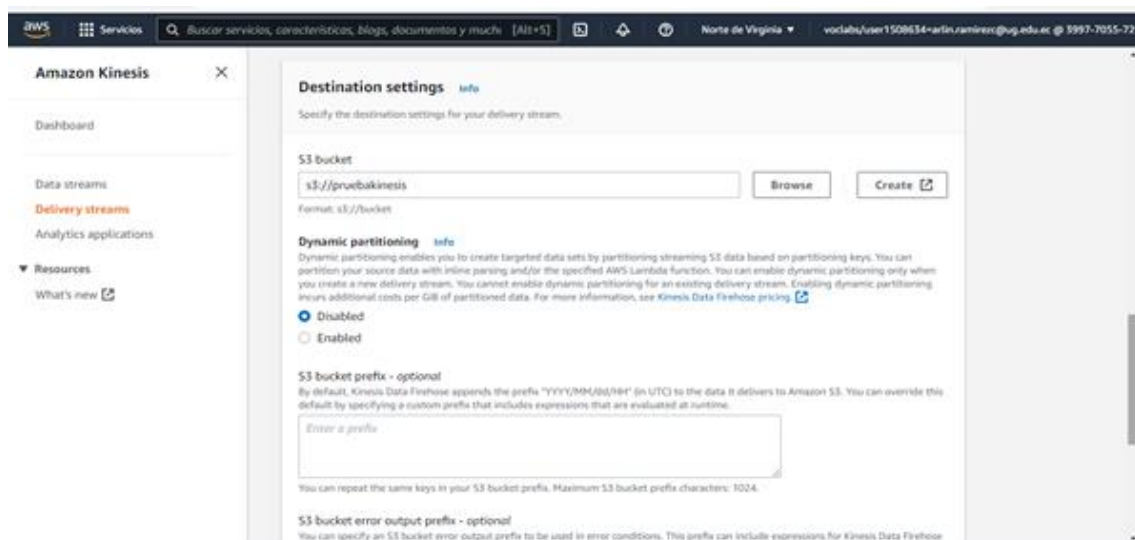 aws
Servicios
Buscar servicios, características, blogs, documentos y mucho [Alt+S]
Norte de Virginia ▼
voclabs/user1508634=arlin.ramirezc@ug.edu.ec @ 3997-7055-72
Amazon Kinesis
Dashboard
Data streams
Delivery streams
Analytics applications
▼ Resources
What's new
Destination settings Info
Specify the destination settings for your delivery stream.
S3 bucket
s3://pruebakinesis
Browse
Create
Format: s3://bucket
Dynamic partitioning Info
Dynamic partitioning enables you to create targeted data sets by partitioning streaming S3 data based on partitioning keys. You can
partition your source data with inline parsing and/or the specified AWS Lambda function. You can enable dynamic partitioning only when
you create a new delivery stream. You cannot enable dynamic partitioning for an existing delivery stream. Enabling dynamic partitioning
incurs additional costs per GiB of partitioned data. For more information, see Kinesis Data Firehose pricing.
Disabled
Enabled
S3 bucket prefix - optional
By default, Kinesis Data Firehose appends the prefix "YYYY/MM/dd/HH" (in UTC) to the data it delivers to Amazon S3. You can override this
default by specifying a custom prefix that includes expressions that are evaluated at runtime.
Enter a prefix
You can repeat the same keys in your S3 bucket prefix. Maximum S3 bucket prefix characters: 1024.
S3 bucket error output prefix - optional
You can specify an S3 bucket error output prefix to be used in error conditions. This prefix can include expressions for Kinesis Data Firehose